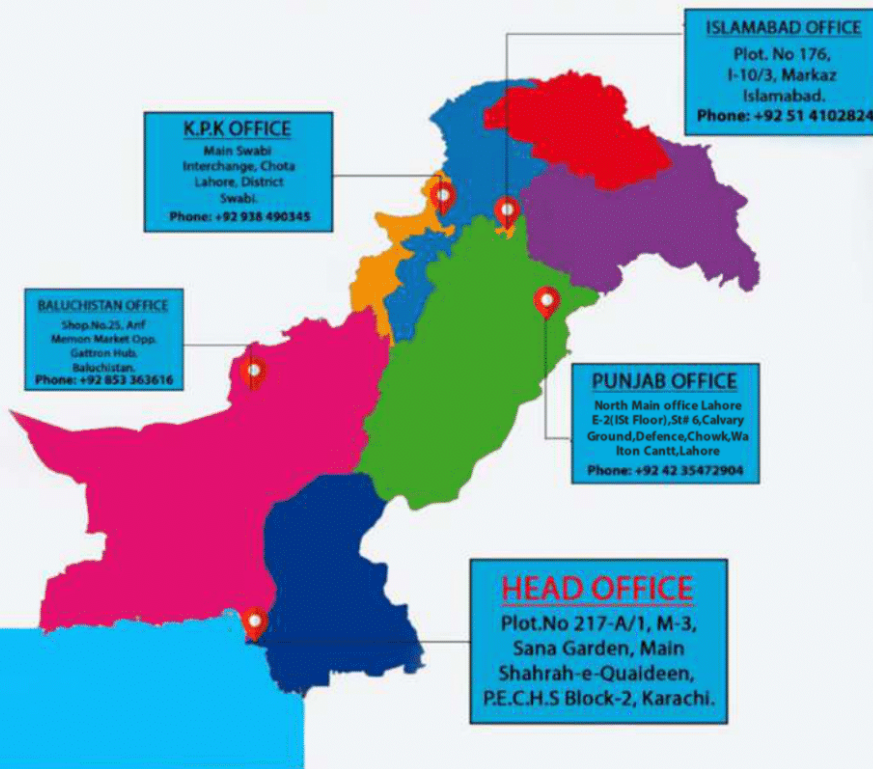 ISLAMABAD OFFICE
Plot. No 176,
I-10/3, Markaz
Islamabad.
Phone: +92 51 4102824
K.P.K OFFICE
Main Swabi
Interchange, Chota
Lahore, District
Swabi.
Phone: +92 938 490345
BALUCHISTAN OFFICE
Shop.No.25, Arif
Memon Market Opp.
Gattron Hub,
Baluchistan.
Phone: +92 853 363616
PUNJAB OFFICE
North Main office Lahore
E-2(ISt Floor),St# 6,Calvary
Ground,Defence,Chowk,Wa
lton Cantt,Lahore
Phone: +92 42 35472904
HEAD OFFICE
Plot.No 217-A/1, M-3,
Sana Garden, Main
Shahrah-e-Quaideen,
P.E.C.H.S Block-2, Karachi.